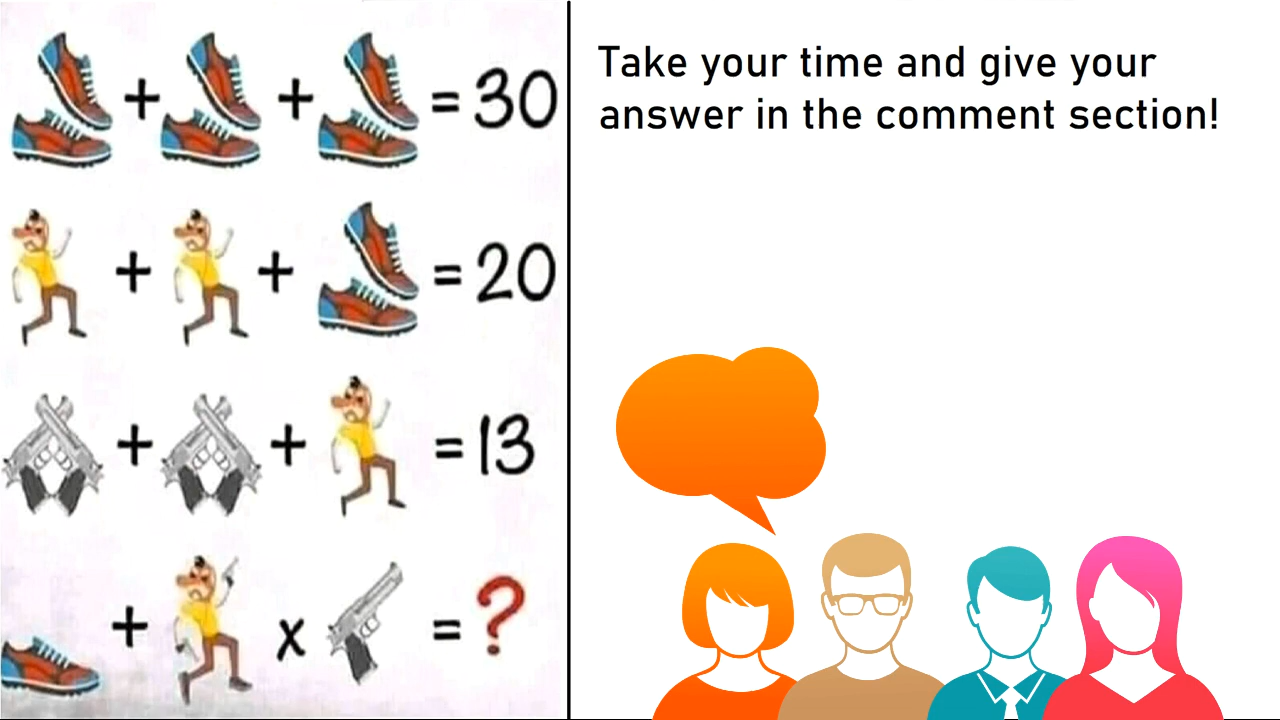 + + = 30
+ + = 20
+ + = 13
+ x = ?
Take your time and give your
answer in the comment section!